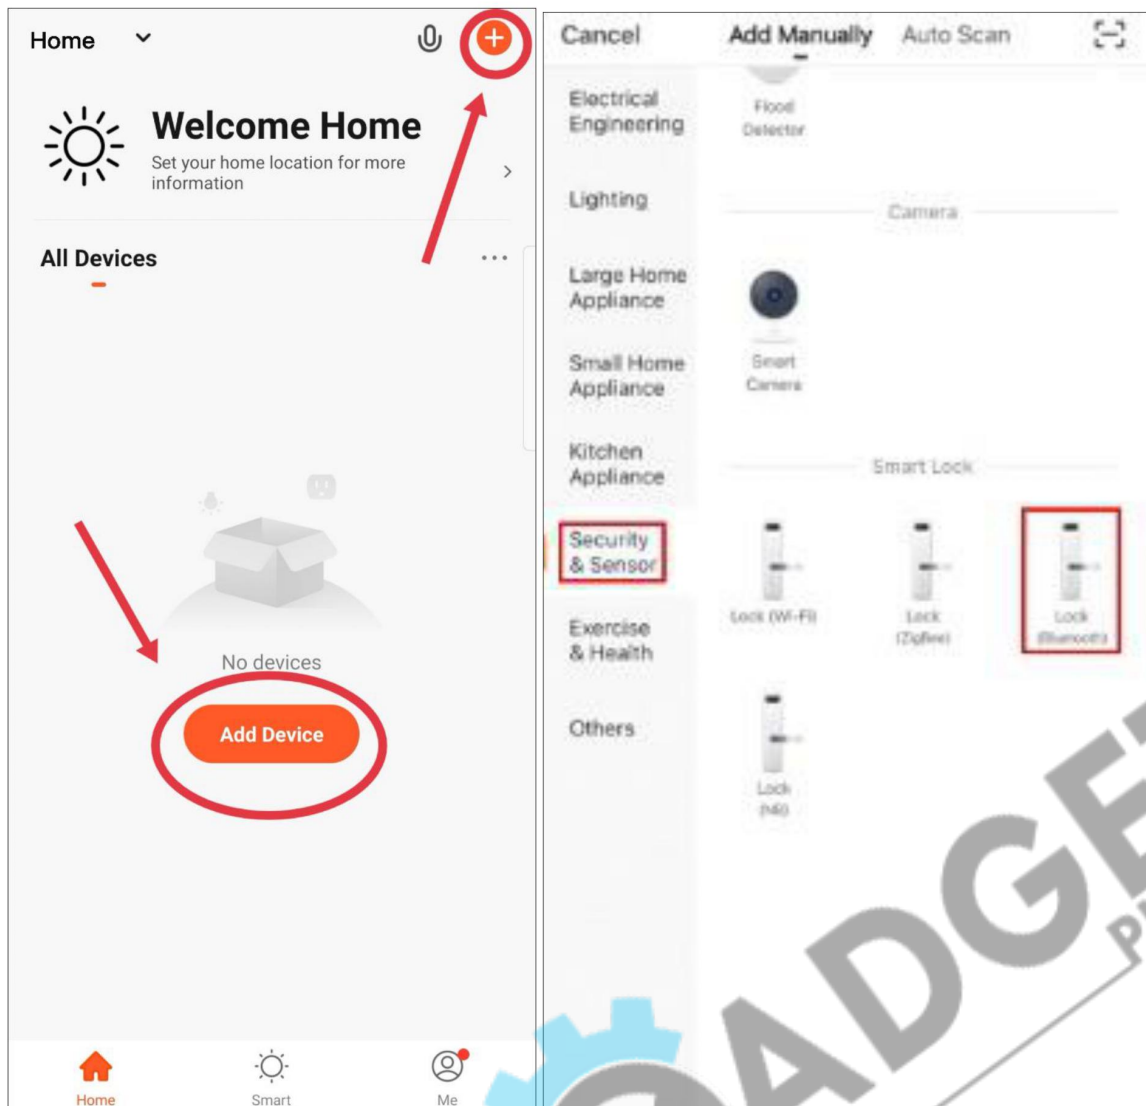 Home
Welcome Home
Set your home location for more
information
All Devices
No devices
Add Device
Home
Smart
Me
Cancel
Add Manually
Auto Scan
Electrical
Engineering
Lighting
Large Home
Appliance
Small Home
Appliance
Kitchen
Appliance
Security
& Sensor
Exercise
& Health
Others
Flood
Detector
Camera
Smart
Camera
Smart Lock
Lock (Wi-Fi)
Lock
(ZigBee)
Lock
(Bluetooth)
Lock
ADGE